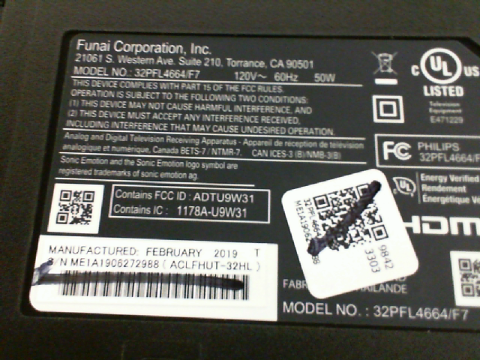 Funai Corporation, Inc.
21061 S. Western Ave. Suite 210, Torrance, CA 90501
MODEL NO.: 32PFL4664/F7 120V~ 60Hz 50W
THIS DEVICE COMPLIES WITH PART 15 OF THE FCC RULES.
OPERATION IS SUBJECT TO THE FOLLOWING TWO CONDITIONS:
(1) THIS DEVICE MAY NOT CAUSE HARMFUL INTERFERENCE, AND
(2) THIS DEVICE MUST ACCEPT ANY INTERFERENCE RECEIVED,
INCLUDING INTERFERENCE THAT MAY CAUSE UNDESIRED OPERATION.
Analog and Digital Television Receiving Apparatus - Appareil de réception de télévision
analogique et numérique, Canada BETS-7 / NTMR-7. CAN ICES-3 (B)/NMB-3(B)
Sonic Emotion and the Sonic Emotion logo symbol are
registered trademarks of sonic emotion ag.
Contains FCC ID : ADTU9W31
Contains IC : 1178A-U9W31
MANUFACTURED: FEBRUARY 2019 T
S/N ME1A1906272988 ( ACLFHUT-32HL )
C UL US
LISTED
Television
Equipment
E471229
FC PHILIPS
32PFL4664/F
UL Energy Verified
Rendement
Énergétique Vé
HDMI
9842
3303
MODEL NO.: 32PFL4664/F7